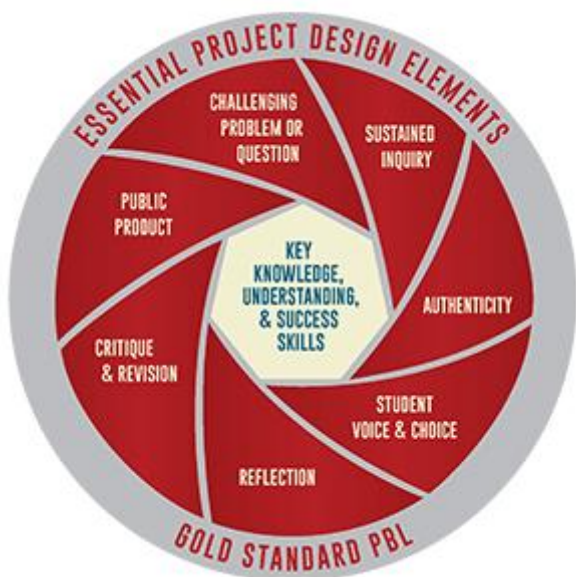 ESSENTIAL PROJECT DESIGN ELEMENTS
CHALLENGING
PROBLEM OR
QUESTION
SUSTAINED
INQUIRY
AUTHENTICITY
STUDENT
VOICE & CHOICE
REFLECTION
CRITIQUE
& REVISION
PUBLIC
PRODUCT
KEY
KNOWLEDGE,
UNDERSTANDING,
& SUCCESS
SKILLS
GOLD STANDARD PBL